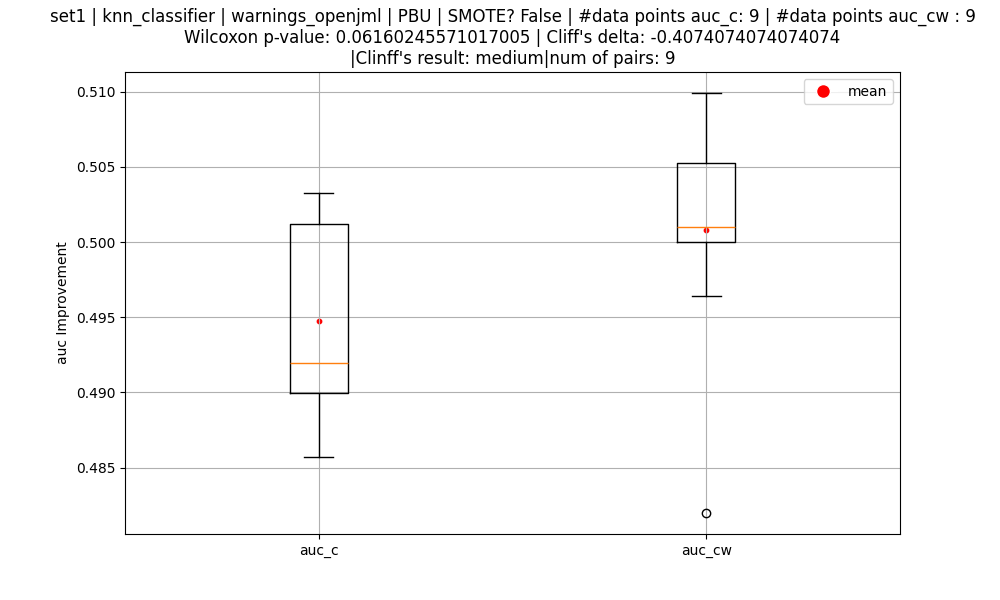 set1 | knn_classifier | warnings_openjml | PBU | SMOTE? False | #data points auc_c: 9 | #data points auc_cw : 9
Wilcoxon p-value: 0.06160245571017005 | Cliff's delta: -0.4074074074074074
|Clinff's result: medium|num of pairs: 9
mean
0.510
0.505
0.500
0.495
0.490
0.485
auc Improvement
auc_c
auc_cw